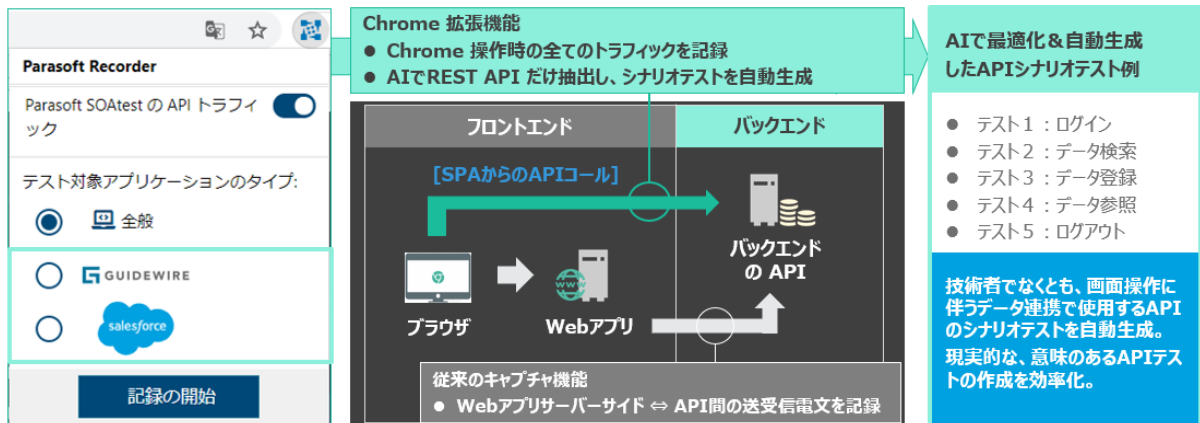 Parasoft Recorder
Parasoft SOAtest の API トラフィ
ック
テスト対象アプリケーションのタイプ:
全般
GUIDEWIRE
salesforce
記録の開始
Chrome 拡張機能
● Chrome 操作時の全てのトラフィックを記録
● AIでREST API だけ抽出し、シナリオテストを自動生成
フロントエンド
バックエンド
[SPAからのAPIコール]
バックエンド
の API
www
ブラウザ
Webアプリ
従来のキャプチャ機能
● Webアプリサーバーサイド ⇔ API間の送受信電文を記録
AIで最適化&自動生成
したAPIシナリオテスト例
● テスト1：ログイン
● テスト2：データ検索
● テスト3：データ登録
● テスト4：データ参照
● テスト5：ログアウト
技術者でなくとも、画面操作に
伴うデータ連携で使用するAPI
のシナリオテストを自動生成。
現実的な、意味のあるAPIテス
トの作成を効率化。